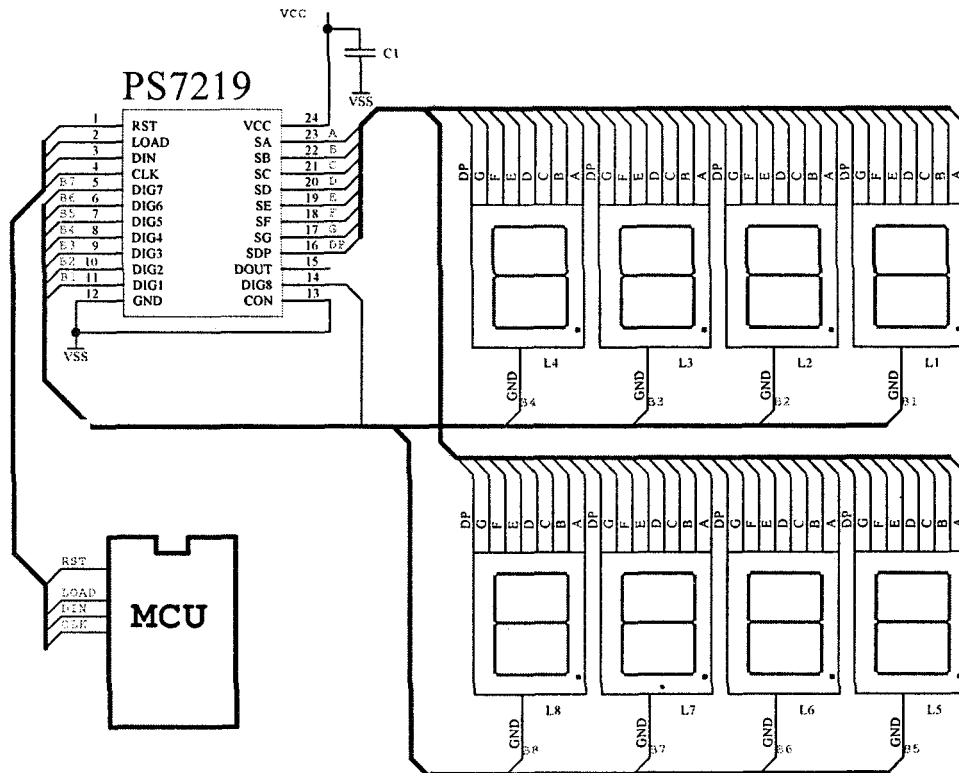 VCC
C1
VSS
PS7219
1 RST VCC 24
2 LOAD SA 23 A
3 DIN SB 22 B
4 CLK SC 21 C
B7 5 DIG7 SD 20 D
B6 6 DIG6 SE 19 E
B5 7 DIG5 SF 18 F
B4 8 DIG4 SG 17 G
B3 9 DIG3 SDP 16 DP
B2 10 DIG2 DOUT 15
B1 11 DIG1 DIG8 14
12 GND CON 13
VSS
DP G F E D C B A DP G F E D C B A DP G F E D C B A DP G F E D C B A
L4 L3 L2 L1
GND B4 GND B3 GND B2 GND B1
DP G F E D C B A DP G F E D C B A DP G F E D C B A DP G F E D C B A
L8 L7 L6 L5
GND B8 GND B7 GND B6 GND B5
RST
LOAD
DIN
CLK
MCU